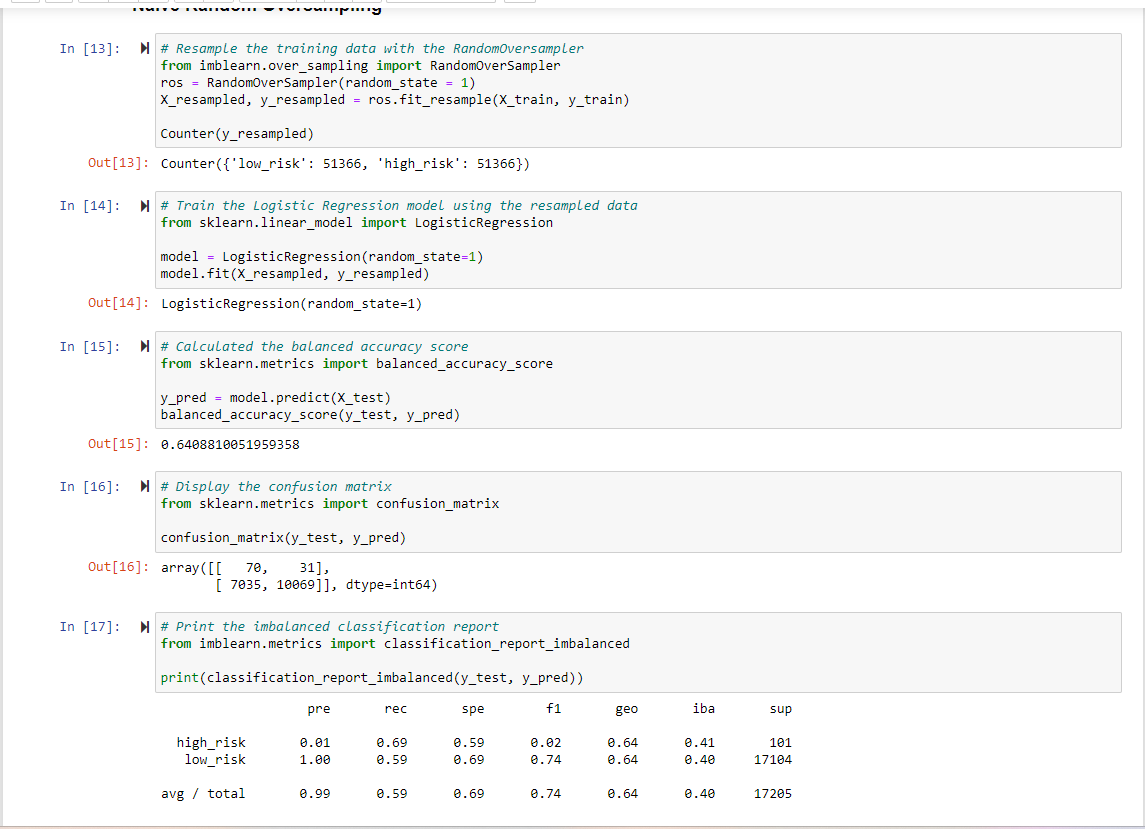 Naive Random Oversampling
In [13]:
# Resample the training data with the RandomOversampler
from imblearn.over_sampling import RandomOverSampler
ros = RandomOverSampler(random_state = 1)
X_resampled, y_resampled = ros.fit_resample(X_train, y_train)
Counter(y_resampled)
Out[13]: Counter({'low_risk': 51366, 'high_risk': 51366})
In [14]:
# Train the Logistic Regression model using the resampled data
from sklearn.linear_model import LogisticRegression
model = LogisticRegression(random_state=1)
model.fit(X_resampled, y_resampled)
Out[14]: LogisticRegression(random_state=1)
In [15]:
# Calculated the balanced accuracy score
from sklearn.metrics import balanced_accuracy_score
y_pred = model.predict(X_test)
balanced_accuracy_score(y_test, y_pred)
Out[15]: 0.6408810051959358
In [16]:
# Display the confusion matrix
from sklearn.metrics import confusion_matrix
confusion_matrix(y_test, y_pred)
Out[16]: array([[   70,    31],
       [ 7035, 10069]], dtype=int64)
In [17]:
# Print the imbalanced classification report
from imblearn.metrics import classification_report_imbalanced
print(classification_report_imbalanced(y_test, y_pred))
pre rec spe f1 geo iba sup
high_risk 0.01 0.69 0.59 0.02 0.64 0.41 101
low_risk 1.00 0.59 0.69 0.74 0.64 0.40 17104
avg / total 0.99 0.59 0.69 0.74 0.64 0.40 17205